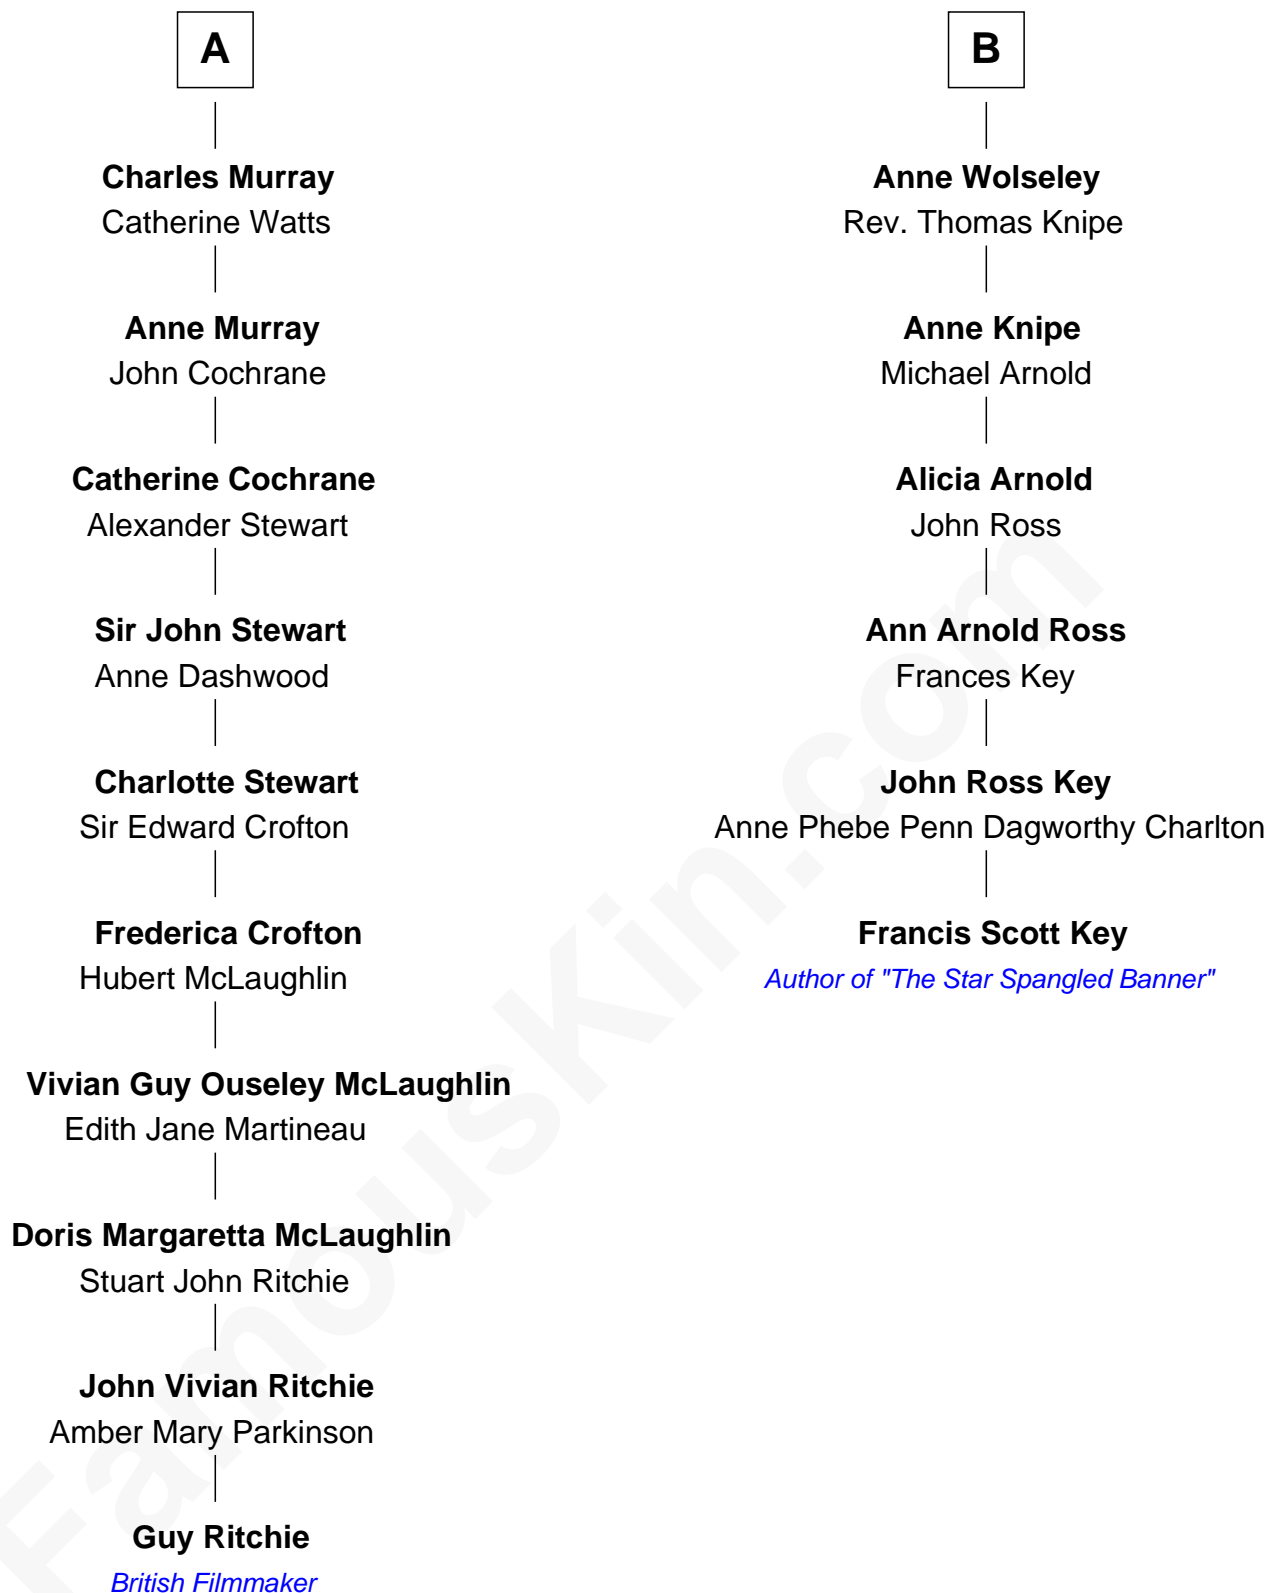 A
Charles Murray
Catherine Watts
Anne Murray
John Cochrane
Catherine Cochrane
Alexander Stewart
Sir John Stewart
Anne Dashwood
Charlotte Stewart
Sir Edward Crofton
Frederica Crofton
Hubert McLaughlin
Vivian Guy Ouseley McLaughlin
Edith Jane Martineau
Doris Margaretta McLaughlin
Stuart John Ritchie
John Vivian Ritchie
Amber Mary Parkinson
Guy Ritchie
British Filmmaker
B
Anne Wolseley
Rev. Thomas Knipe
Anne Knipe
Michael Arnold
Alicia Arnold
John Ross
Ann Arnold Ross
Frances Key
John Ross Key
Anne Phebe Penn Dagworthy Charlton
Francis Scott Key
Author of "The Star Spangled Banner"
FamousKin.com